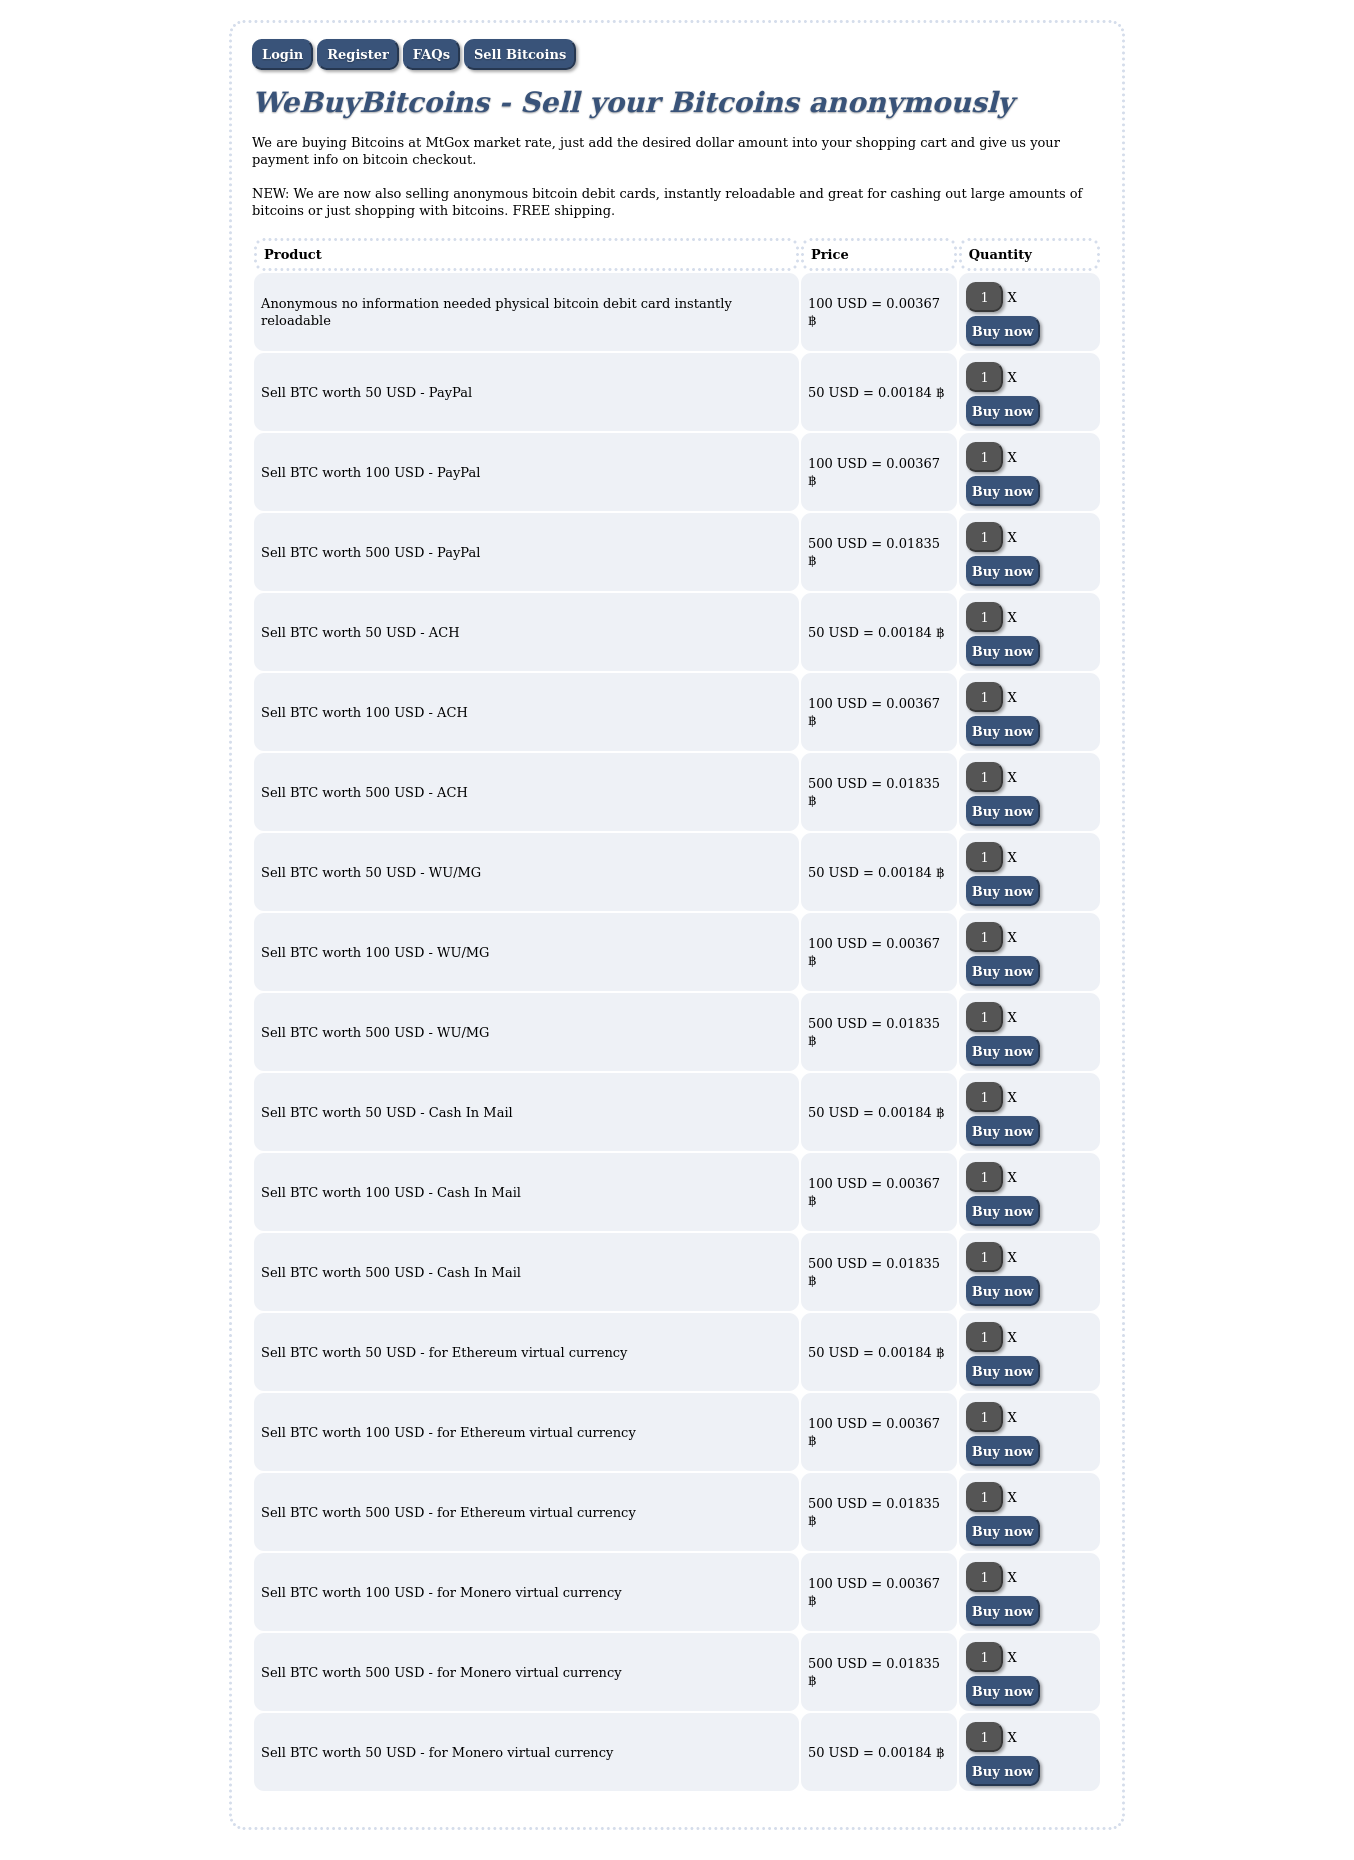 Login Register FAQs Sell Bitcoins
WeBuyBitcoins - Sell your Bitcoins anonymously
We are buying Bitcoins at MtGox market rate, just add the desired dollar amount into your shopping cart and give us your
payment info on bitcoin checkout.
NEW: We are now also selling anonymous bitcoin debit cards, instantly reloadable and great for cashing out large amounts of
bitcoins or just shopping with bitcoins. FREE shipping.
Product Price Quantity
Anonymous no information needed physical bitcoin debit card instantly
reloadable
100 USD = 0.00367
฿
1 X
Buy now
Sell BTC worth 50 USD - PayPal
50 USD = 0.00184 ฿
1 X
Buy now
Sell BTC worth 100 USD - PayPal
100 USD = 0.00367
฿
1 X
Buy now
Sell BTC worth 500 USD - PayPal
500 USD = 0.01835
฿
1 X
Buy now
Sell BTC worth 50 USD - ACH
50 USD = 0.00184 ฿
1 X
Buy now
Sell BTC worth 100 USD - ACH
100 USD = 0.00367
฿
1 X
Buy now
Sell BTC worth 500 USD - ACH
500 USD = 0.01835
฿
1 X
Buy now
Sell BTC worth 50 USD - WU/MG
50 USD = 0.00184 ฿
1 X
Buy now
Sell BTC worth 100 USD - WU/MG
100 USD = 0.00367
฿
1 X
Buy now
Sell BTC worth 500 USD - WU/MG
500 USD = 0.01835
฿
1 X
Buy now
Sell BTC worth 50 USD - Cash In Mail
50 USD = 0.00184 ฿
1 X
Buy now
Sell BTC worth 100 USD - Cash In Mail
100 USD = 0.00367
฿
1 X
Buy now
Sell BTC worth 500 USD - Cash In Mail
500 USD = 0.01835
฿
1 X
Buy now
Sell BTC worth 50 USD - for Ethereum virtual currency
50 USD = 0.00184 ฿
1 X
Buy now
Sell BTC worth 100 USD - for Ethereum virtual currency
100 USD = 0.00367
฿
1 X
Buy now
Sell BTC worth 500 USD - for Ethereum virtual currency
500 USD = 0.01835
฿
1 X
Buy now
Sell BTC worth 100 USD - for Monero virtual currency
100 USD = 0.00367
฿
1 X
Buy now
Sell BTC worth 500 USD - for Monero virtual currency
500 USD = 0.01835
฿
1 X
Buy now
Sell BTC worth 50 USD - for Monero virtual currency
50 USD = 0.00184 ฿
1 X
Buy now